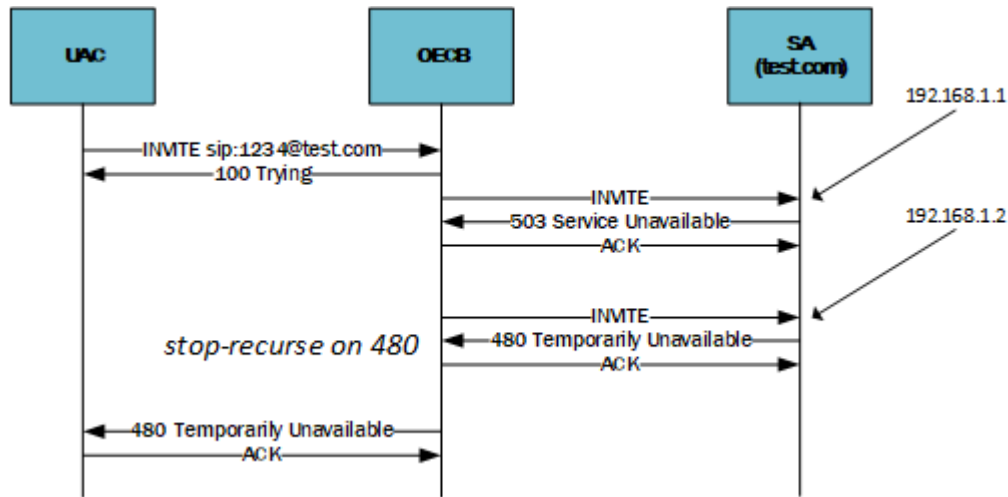 UAC
OECB
SA
(test.com)
192.168.1.1
INVITE sip:1234@test.com
100 Trying
INVITE
503 Service Unavailable
192.168.1.2
ACK
INVITE
480 Temporarily Unavailable
stop-recurse on 480
ACK
480 Temporarily Unavailable
ACK